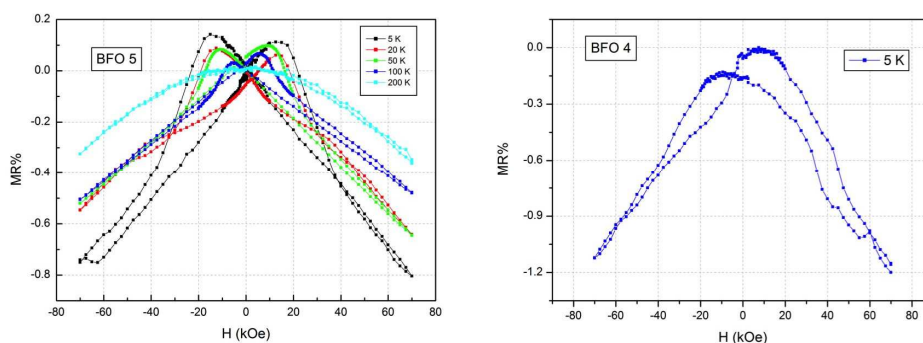 BFO 5
5 K
20 K
50 K
100 K
200 K
MR%
0.2
0.0
-0.2
-0.4
-0.6
-0.8
-80 -60 -40 -20 0 20 40 60 80
H (kOe)
BFO 4
5 K
MR%
0.0
-0.3
-0.6
-0.9
-1.2
-80 -60 -40 -20 0 20 40 60 80
H (kOe)